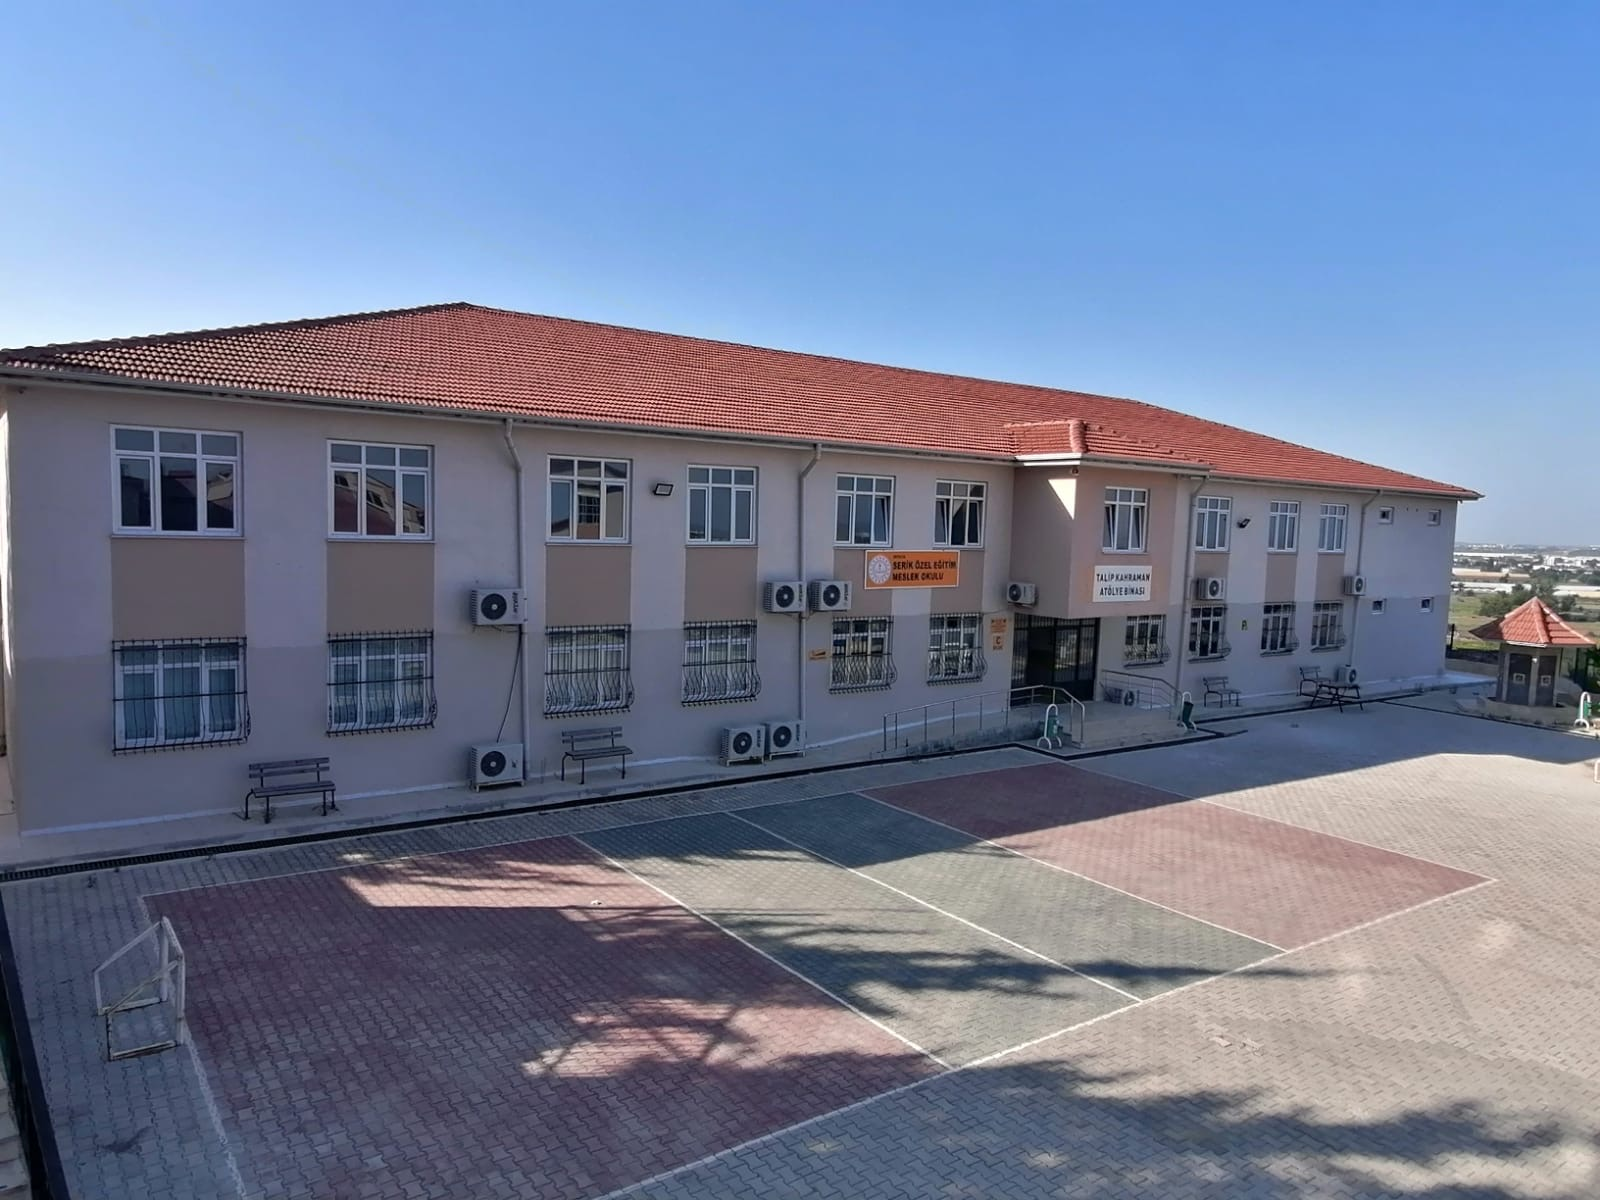 SERİK ÖZEL EĞİTİM
MESLEK OKULU
TALİP KAHRAMAN
ATÖLYE BİNASI
C